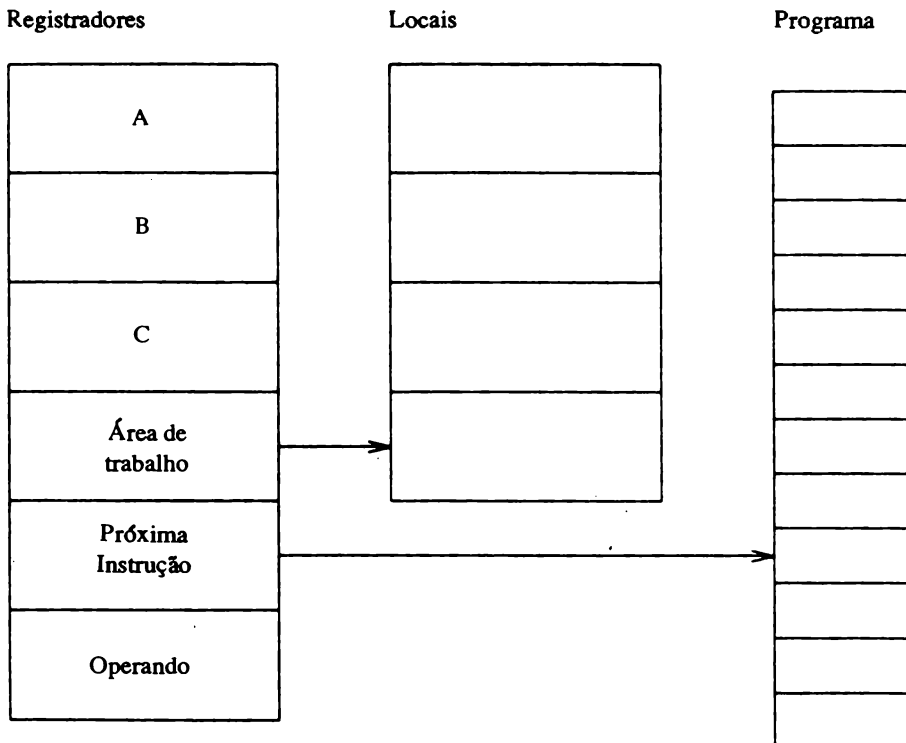 Registradores
Locais
Programa
A
B
C
Área de
trabalho
Próxima
Instrução
Operando